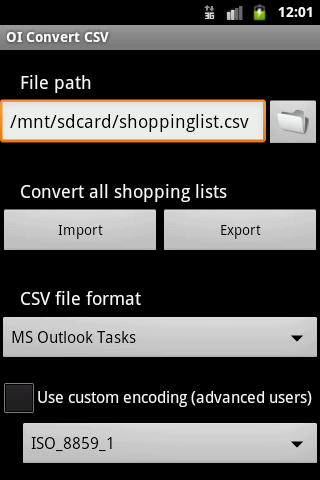 3G 12:01
OI Convert CSV
File path
/mnt/sdcard/shoppinglist.csv
Convert all shopping lists
Import Export
CSV file format
MS Outlook Tasks
Use custom encoding (advanced users)
ISO_8859_1